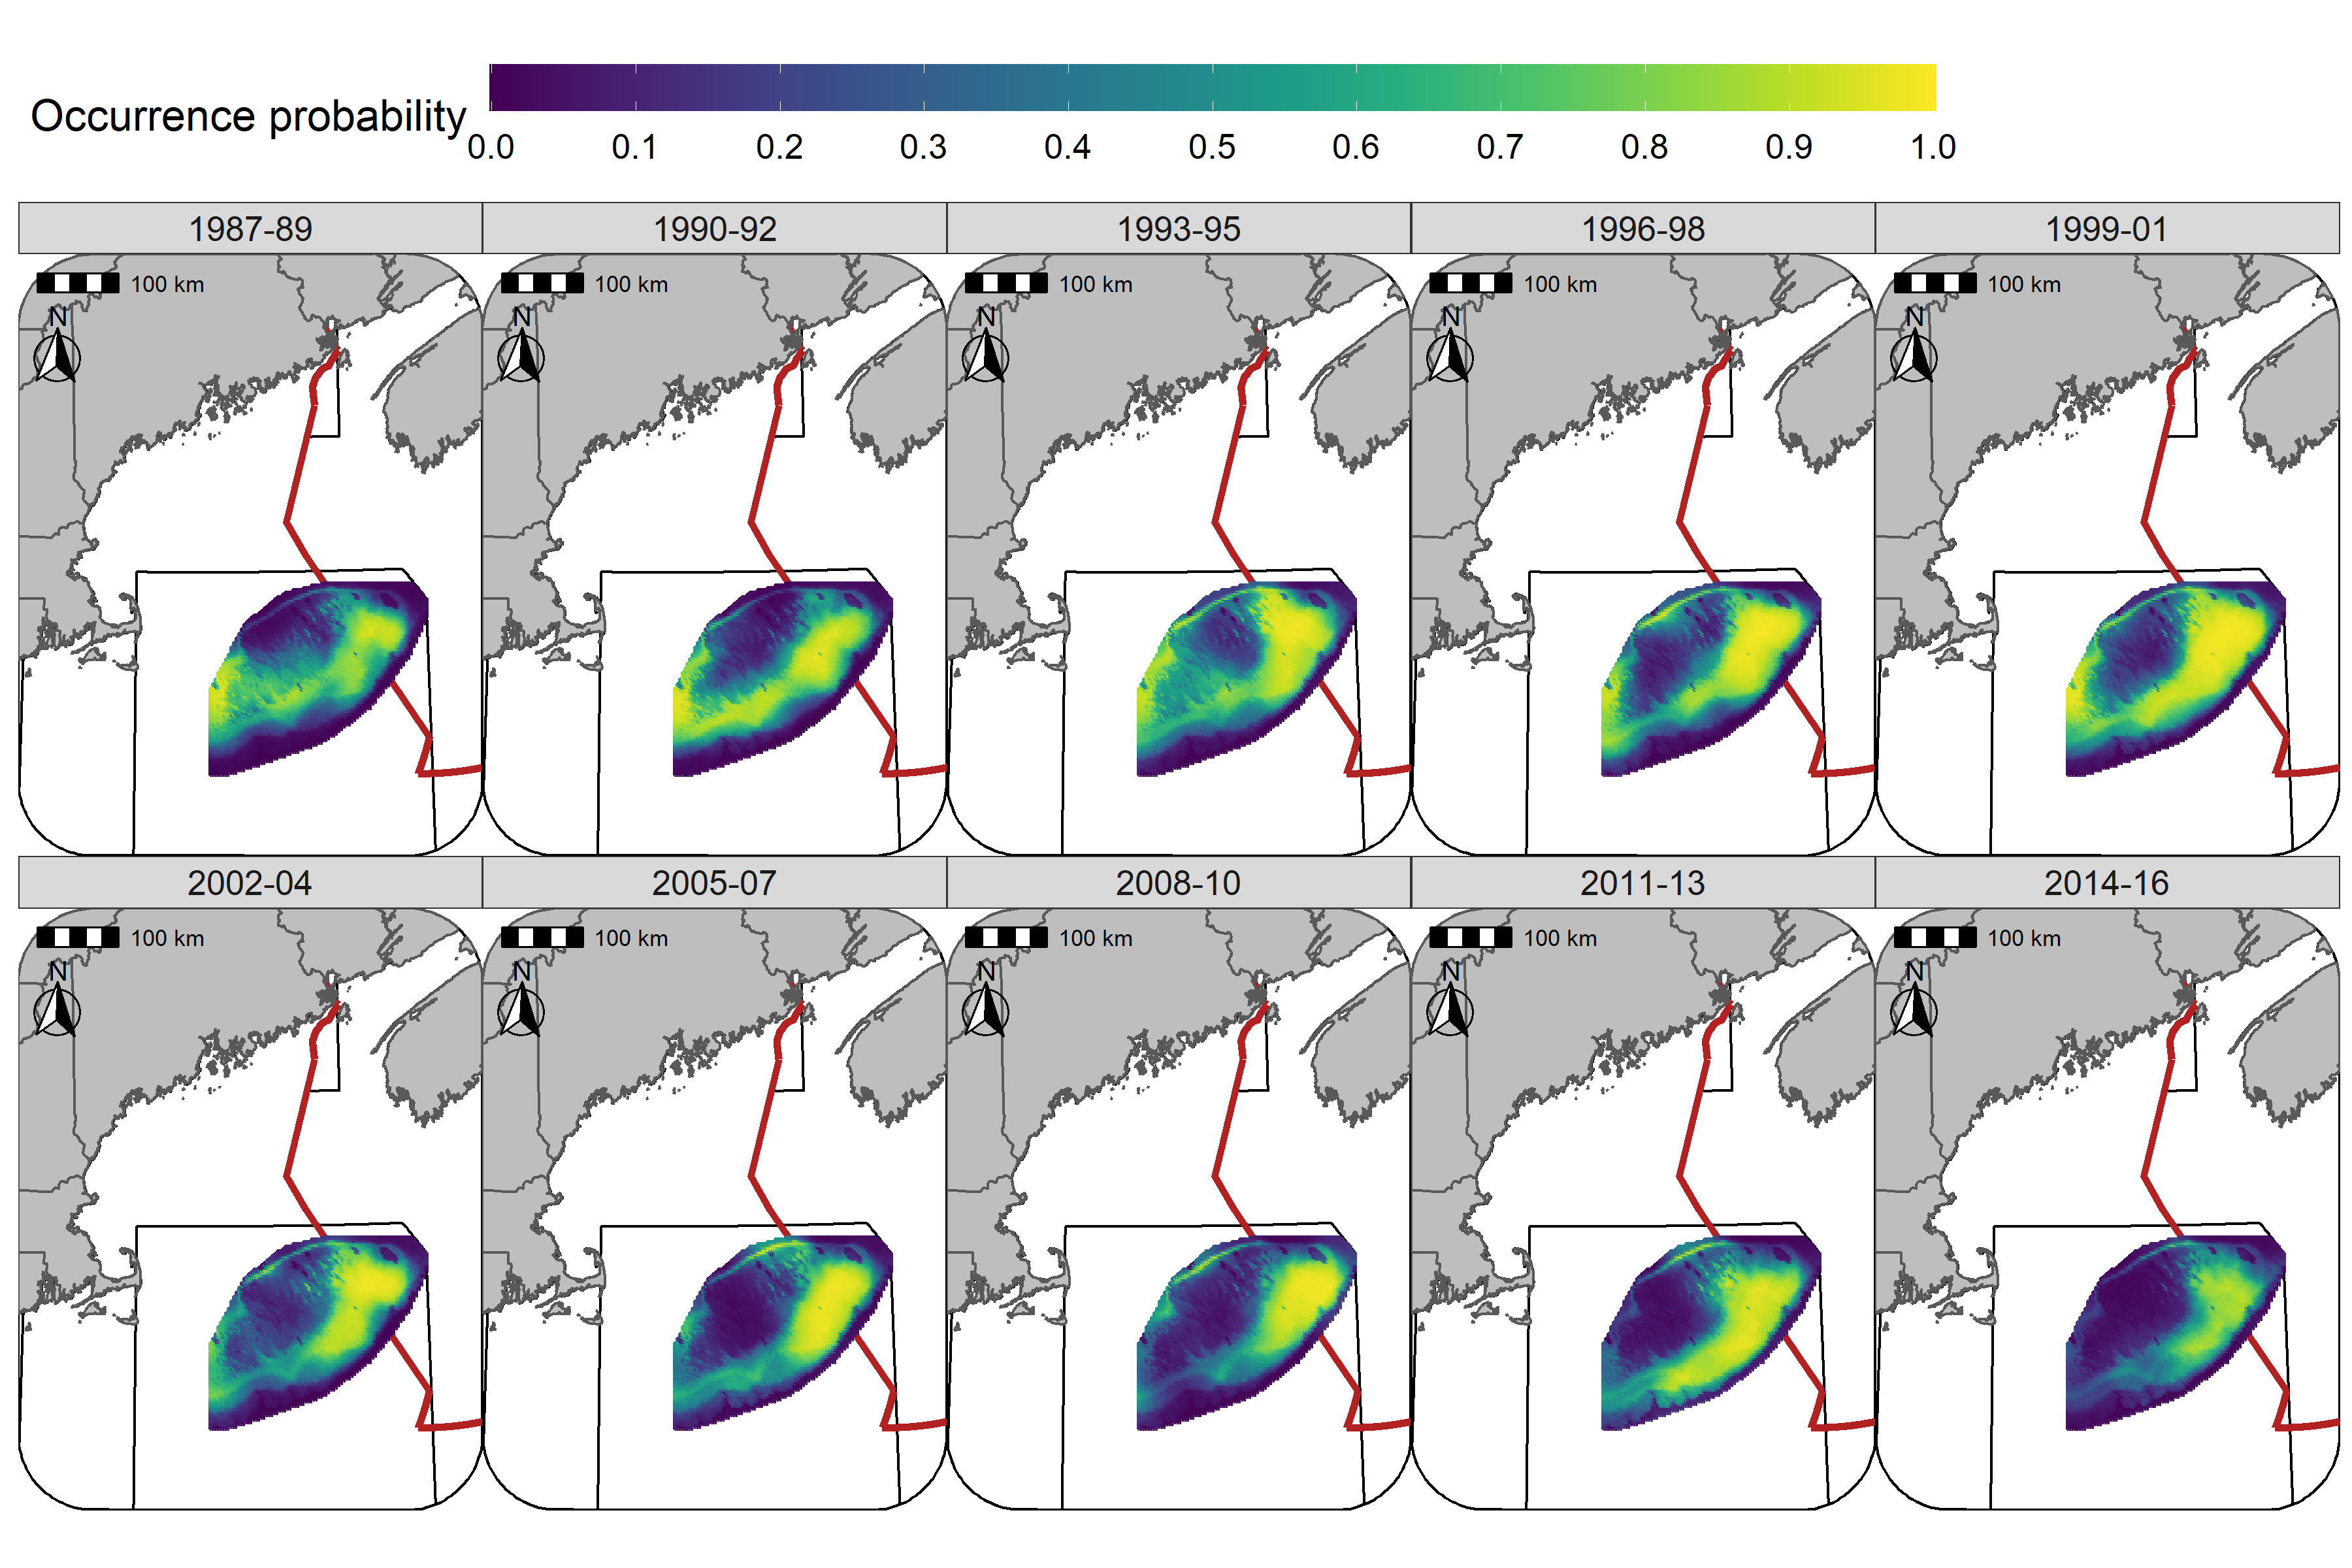 Occurrence probability
0.0 0.1 0.2 0.3 0.4 0.5 0.6 0.7 0.8 0.9 1.0
1987-89 1990-92 1993-95 1996-98 1999-01
100 km 100 km 100 km 100 km 100 km
N N N N N
2002-04 2005-07 2008-10 2011-13 2014-16
100 km 100 km 100 km 100 km 100 km
N N N N N